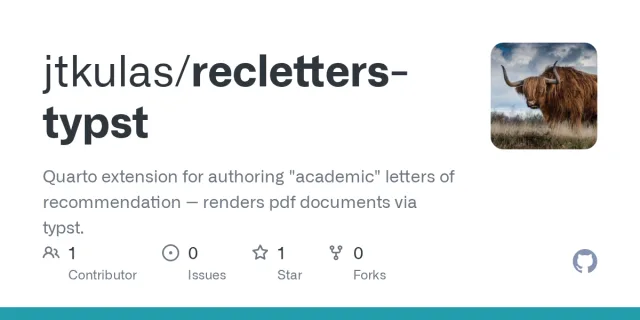 jtkulas/recletters-
typst
Quarto extension for authoring "academic" letters of
recommendation — renders pdf documents via
typst.
1 0 1 0
Contributor Issues Star Forks